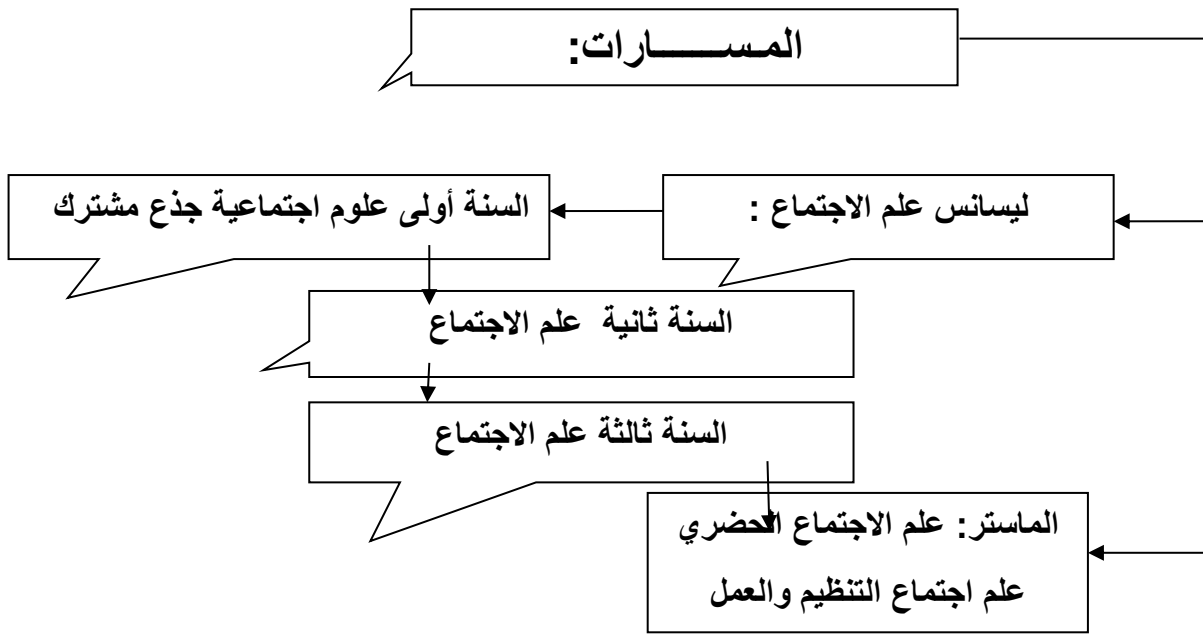 المســـــــارات:
ليسانس علم الاجتماع :
السنة أولى علوم اجتماعية جذع مشترك
السنة ثانية علم الاجتماع
السنة ثالثة علم الاجتماع
الماستر: علم الاجتماع الحضري
علم اجتماع التنظيم والعمل